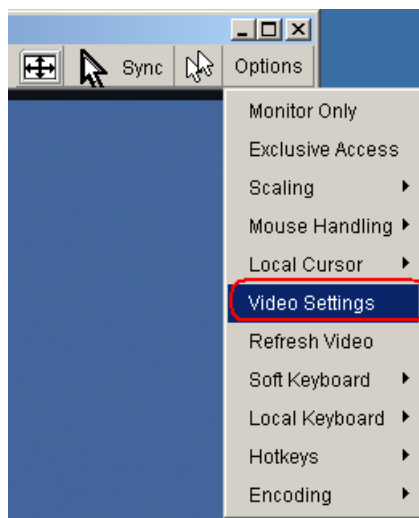 Sync Options
Monitor Only
Exclusive Access
Scaling
Mouse Handling
Local Cursor
Video Settings
Refresh Video
Soft Keyboard
Local Keyboard
Hotkeys
Encoding